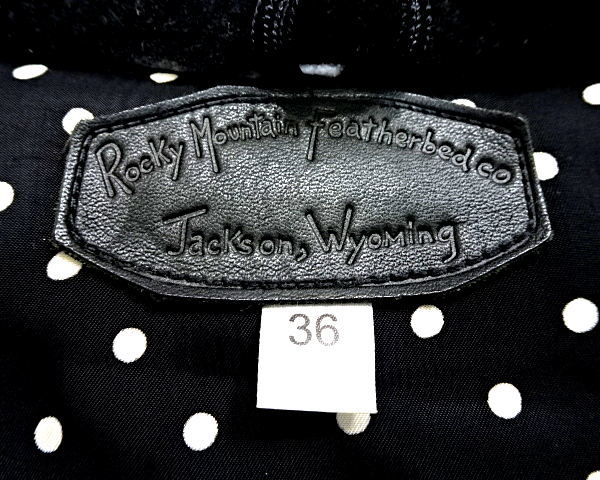 Rocky Mountain Featherbed co
Jackson, Wyoming
36